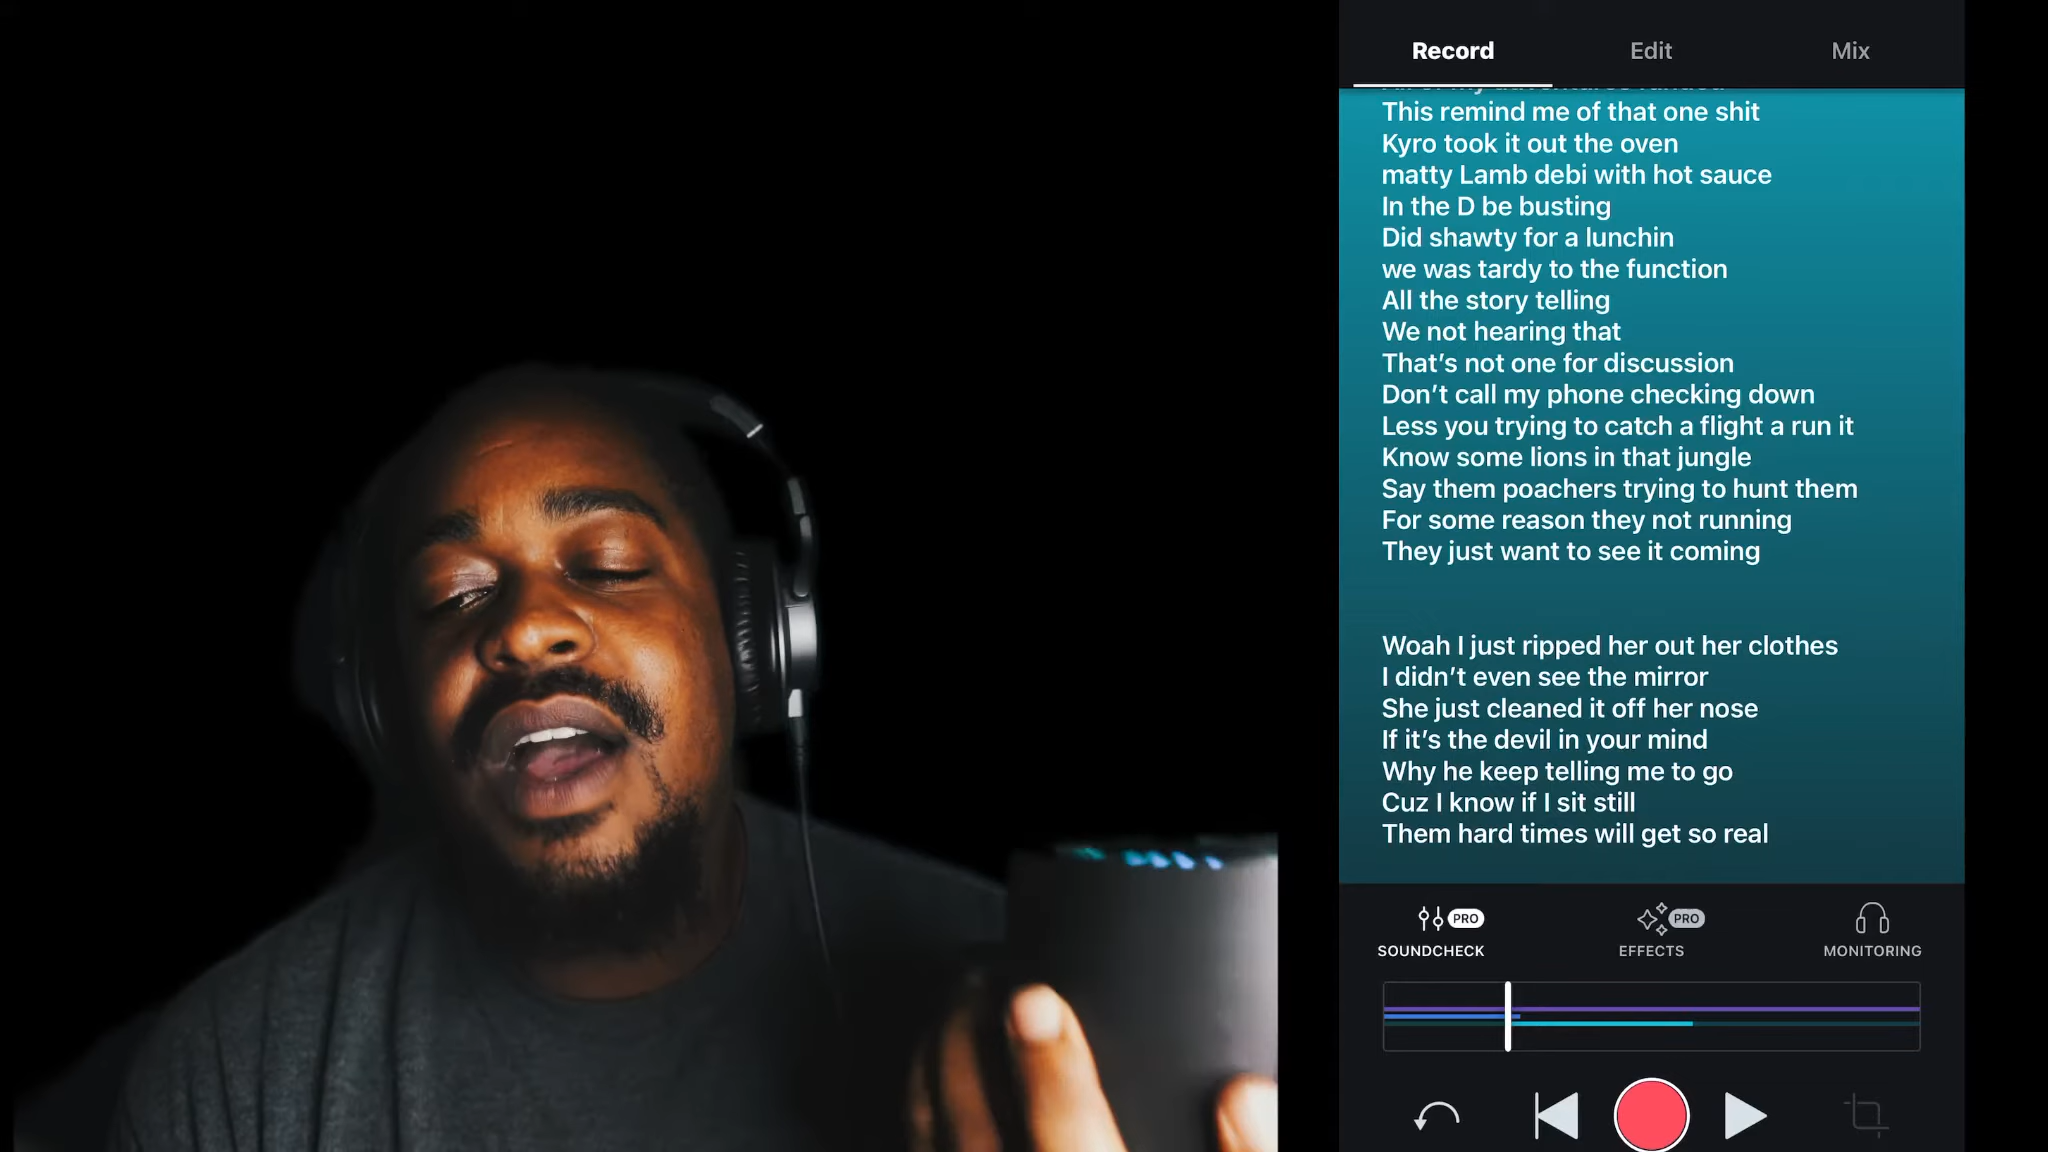 Record
Edit
Mix
This remind me of that one shit
Kyro took it out the oven
matty Lamb debi with hot sauce
In the D be busting
Did shawty for a lunchin
we was tardy to the function
All the story telling
We not hearing that
That's not one for discussion
Don't call my phone checking down
Less you trying to catch a flight a run it
Know some lions in that jungle
Say them poachers trying to hunt them
For some reason they not running
They just want to see it coming
Woah I just ripped her out her clothes
I didn't even see the mirror
She just cleaned it off her nose
If it's the devil in your mind
Why he keep telling me to go
Cuz I know if I sit still
Them hard times will get so real
PRO
PRO
SOUNDCHECK
EFFECTS
MONITORING